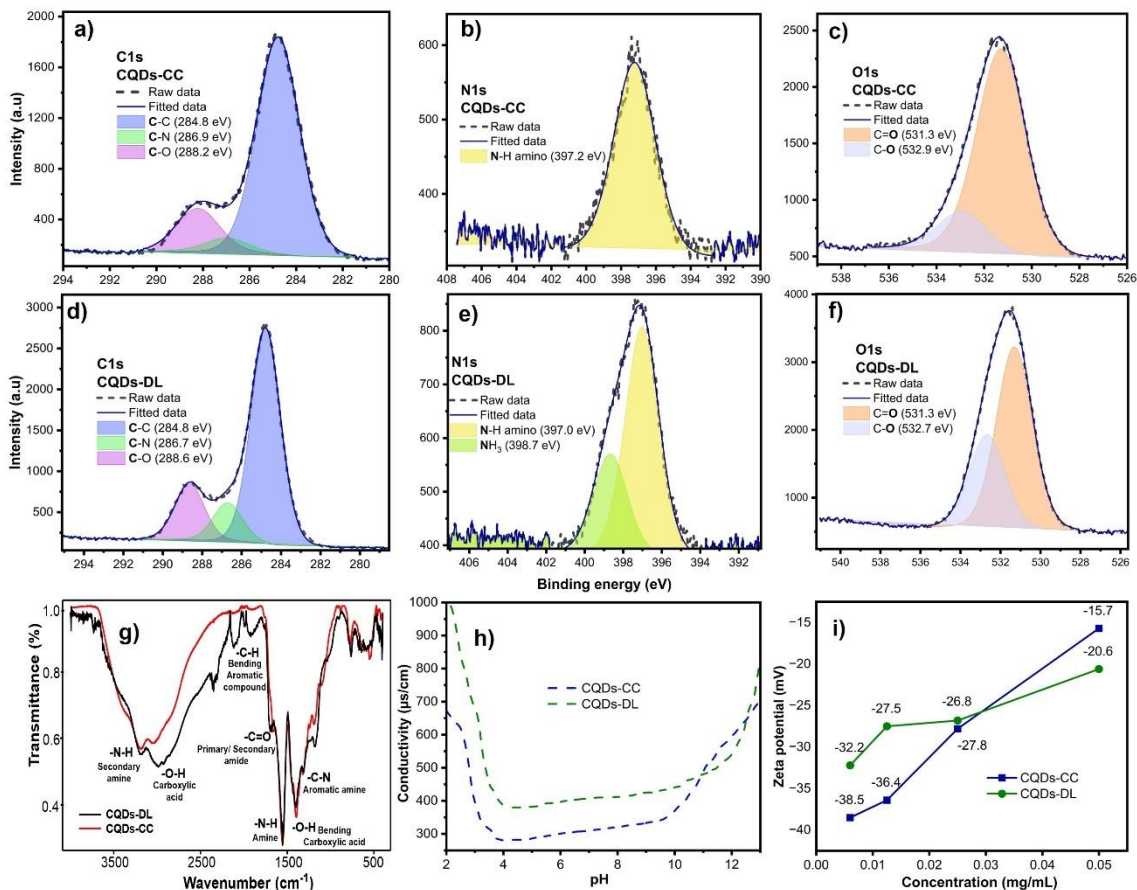 a)
C1s
CQDs-CC
Raw data
Fitted data
C-C (284.8 eV)
C-N (286.9 eV)
C-O (288.2 eV)
Intensity (a.u)
2000
1600
1200
800
400
294 292 290 288 286 284 282 280
b)
N1s
CQDs-CC
Raw data
Fitted data
N-H amino (397.2 eV)
600
500
400
408 406 404 402 400 398 396 394 392 390
c)
O1s
CQDs-CC
Raw data
Fitted data
C=O (531.3 eV)
C-O (532.9 eV)
2500
2000
1500
1000
500
538 536 534 532 530 528 526
d)
C1s
CQDs-DL
Raw data
Fitted data
C-C (284.8 eV)
C-N (286.7 eV)
C-O (288.6 eV)
Intensity (a.u)
3000
2500
2000
1500
1000
500
290 288 286 284 282 280
e)
N1s
CQDs-DL
Raw data
Fitted data
N-H amino (397.0 eV)
NH₃ (398.7 eV)
800
700
600
500
400
406 404 402 400 398 396 394 392
Binding energy (eV)
f)
O1s
CQDs-DL
Raw data
Fitted data
C=O (531.3 eV)
C-O (532.7 eV)
4000
3000
2000
1000
540 538 536 534 532 530 528 526
g)
1.0
0.8
0.6
0.4
Transmittance (%)
-C-H
Bending
Aromatic
compound
-C=O
Primary/ Secondary
amide
-N-H
Secondary
amine
-O-H
Carboxylic
acid
-C-N
Aromatic amine
-N-H
Amine
-O-H Bending
Carboxylic acid
CQDs-DL
CQDs-CC
3500 2500 1500 500
Wavenumber (cm⁻¹)
h)
1000
900
800
700
600
500
400
300
Conductivity (µs/cm)
CQDs-CC
CQDs-DL
2 4 6 8 10 12
pH
i)
-15
-20
-25
-30
-35
-40
Zeta potential (mV)
-15.7
-20.6
-27.5
-26.8
-32.2
-27.8
-36.4
-38.5
CQDs-CC
CQDs-DL
0.00 0.01 0.02 0.03 0.04 0.05
Concentration (mg/mL)